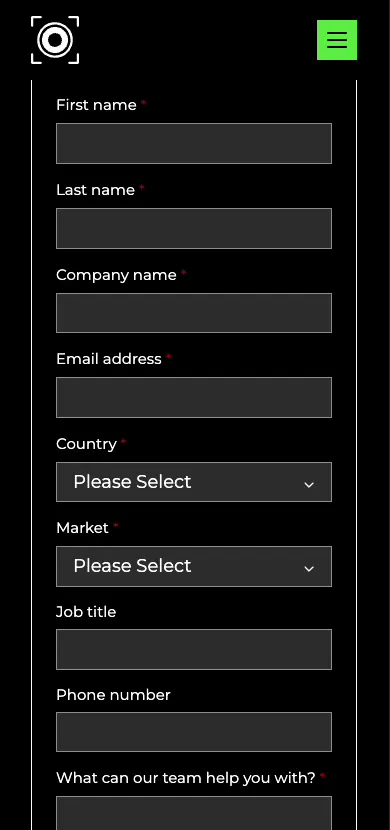 First name *
Last name *
Company name *
Email address *
Country *
Please Select
Market *
Please Select
Job title
Phone number
What can our team help you with? *